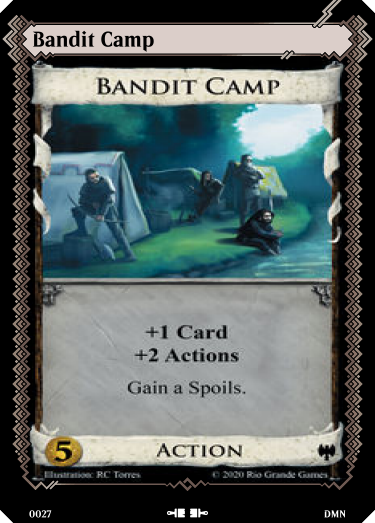 Bandit Camp
BANDIT CAMP
+1 Card
+2 Actions
Gain a Spoils.
5
ACTION
Illustration: RC Torres
© 2020 Rio Grande Games
0027
DMN